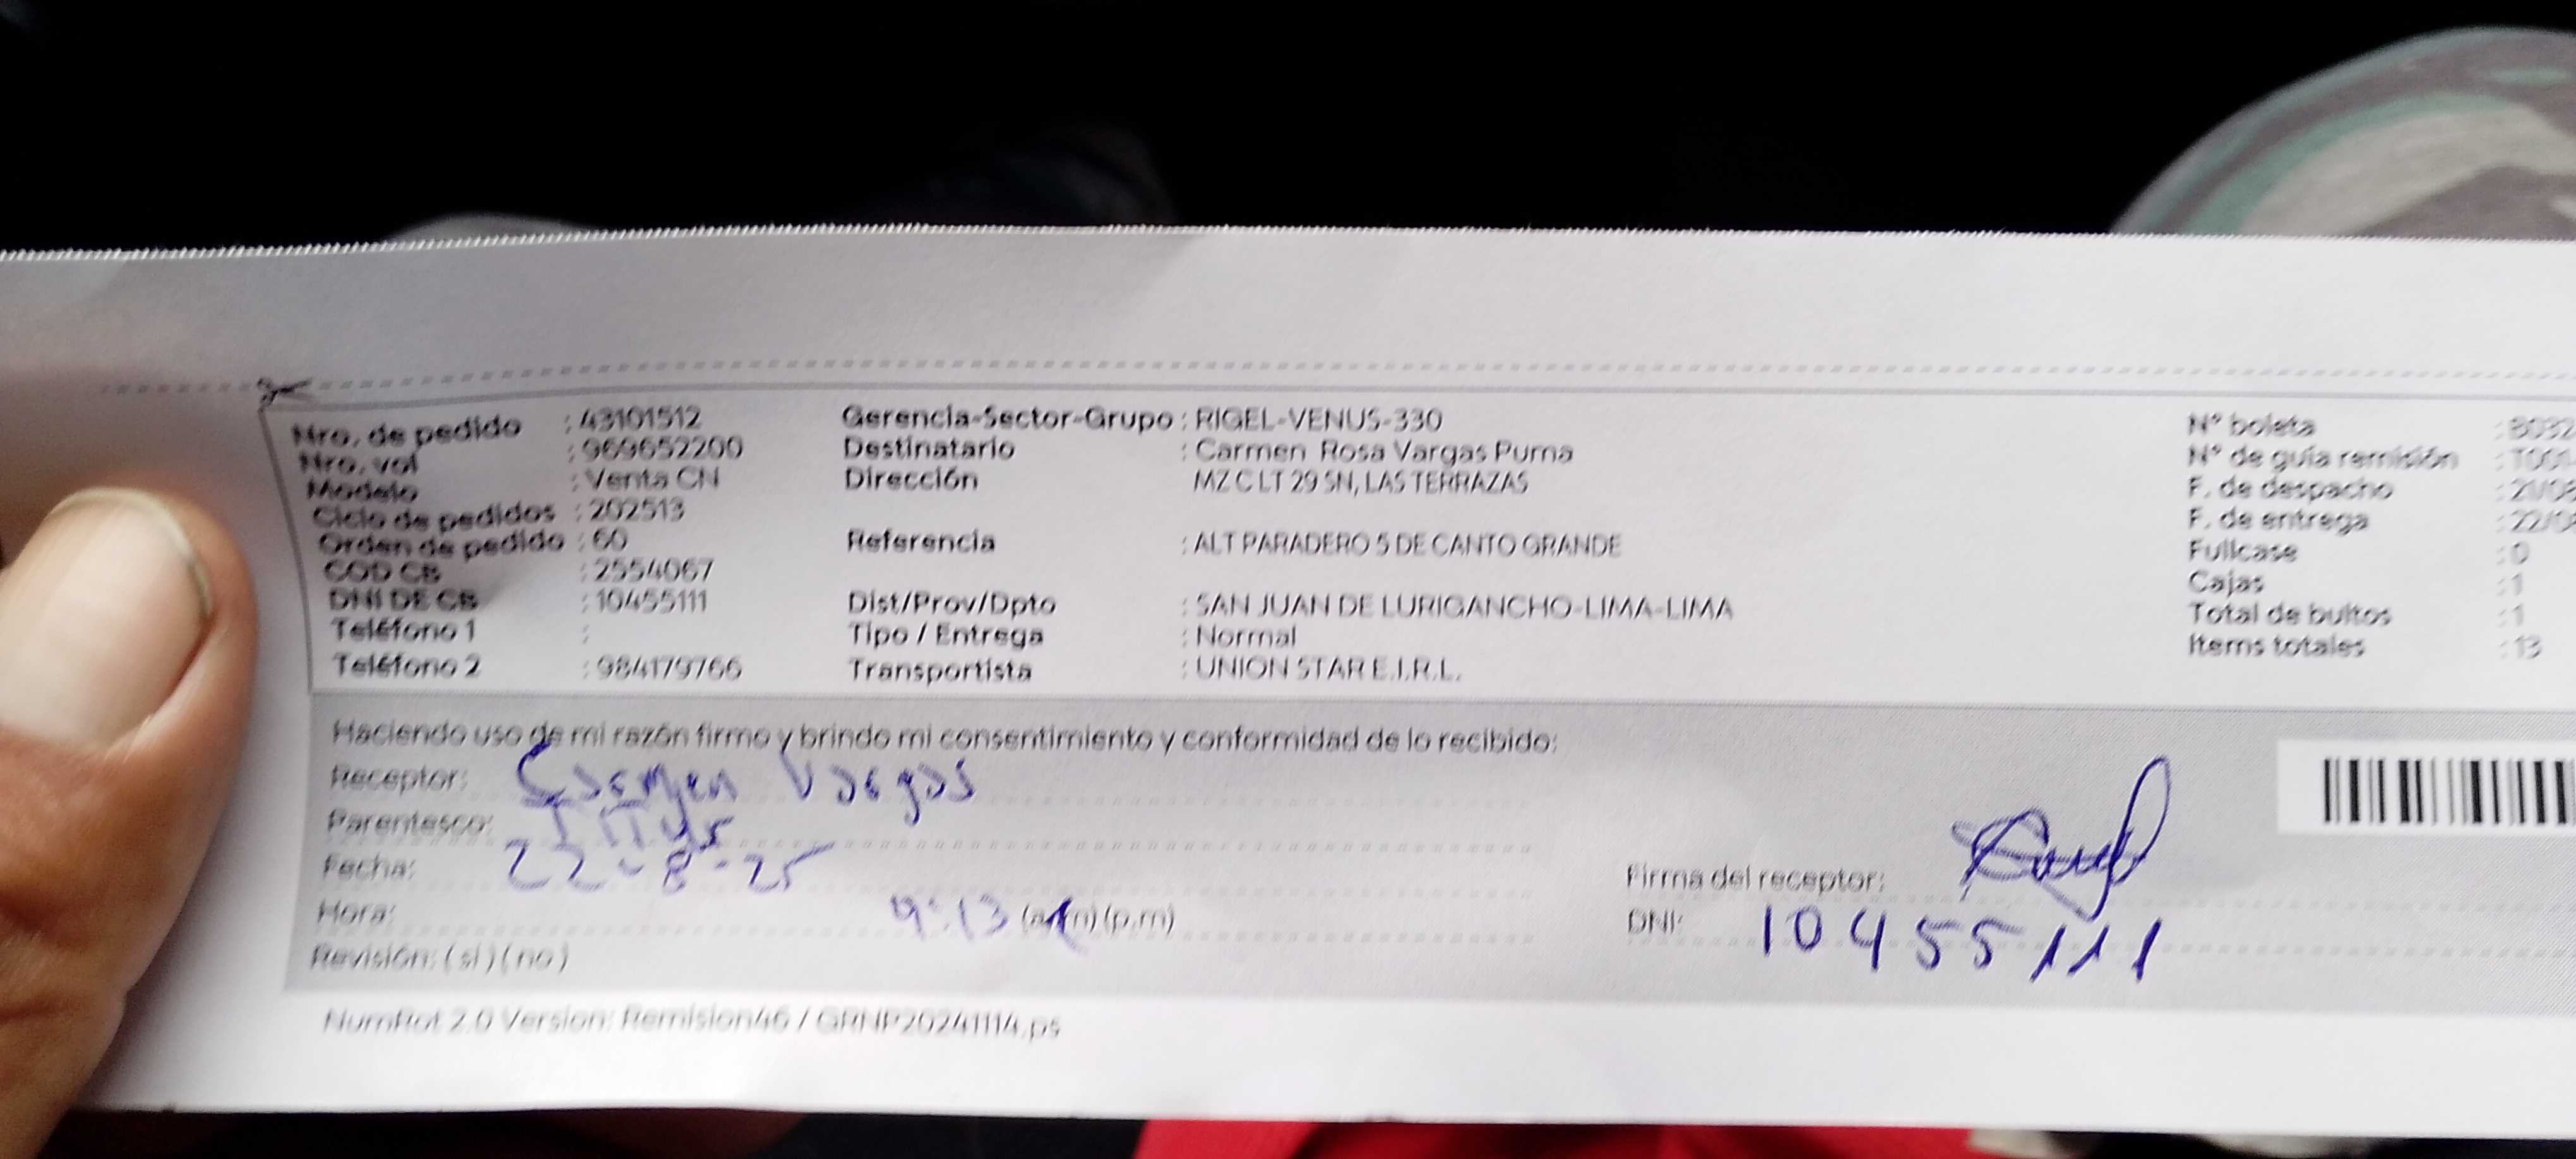 Nro. de pedido : 43101512
Nro. vol : 969652200
Modelo : Venta CN
Ciclo de pedidos : 202513
Orden de pedido : 60
COD CB : 2554067
DNI DE CB : 10455111
Teléfono 1 :
Teléfono 2 : 984179766
Gerencia-Sector-Grupo : RIGEL-VENUS-330
Destinatario : Carmen Rosa Vargas Puma
Dirección MZ C LT 29 SN, LAS TERRAZAS
Referencia : ALT PARADERO 5 DE CANTO GRANDE
Dist/Prov/Dpto : SAN JUAN DE LURIGANCHO-LIMA-LIMA
Tipo / Entrega : Normal
Transportista : UNION STAR E.I.R.L.
N° boleta : B032
N° de guía remisión : T001-
F. de despacho : 21/08
F. de entrega : 22/08
Fullcase : 0
Cajas : 1
Total de bultos : 1
Items totales : 13
Haciendo uso de mi razón firmo y brindo mi consentimiento y conformidad de lo recibido:
Receptor: Carmen Vargas
Parentesco:
Fecha: 22-8-25
Hora: 9:13 (a.m) (p.m)
Revisión: (si) (no)
Firma del receptor:
DNI: 10455111
NumRot 2.0 Version: Remision46 / GRNP20241114.ps